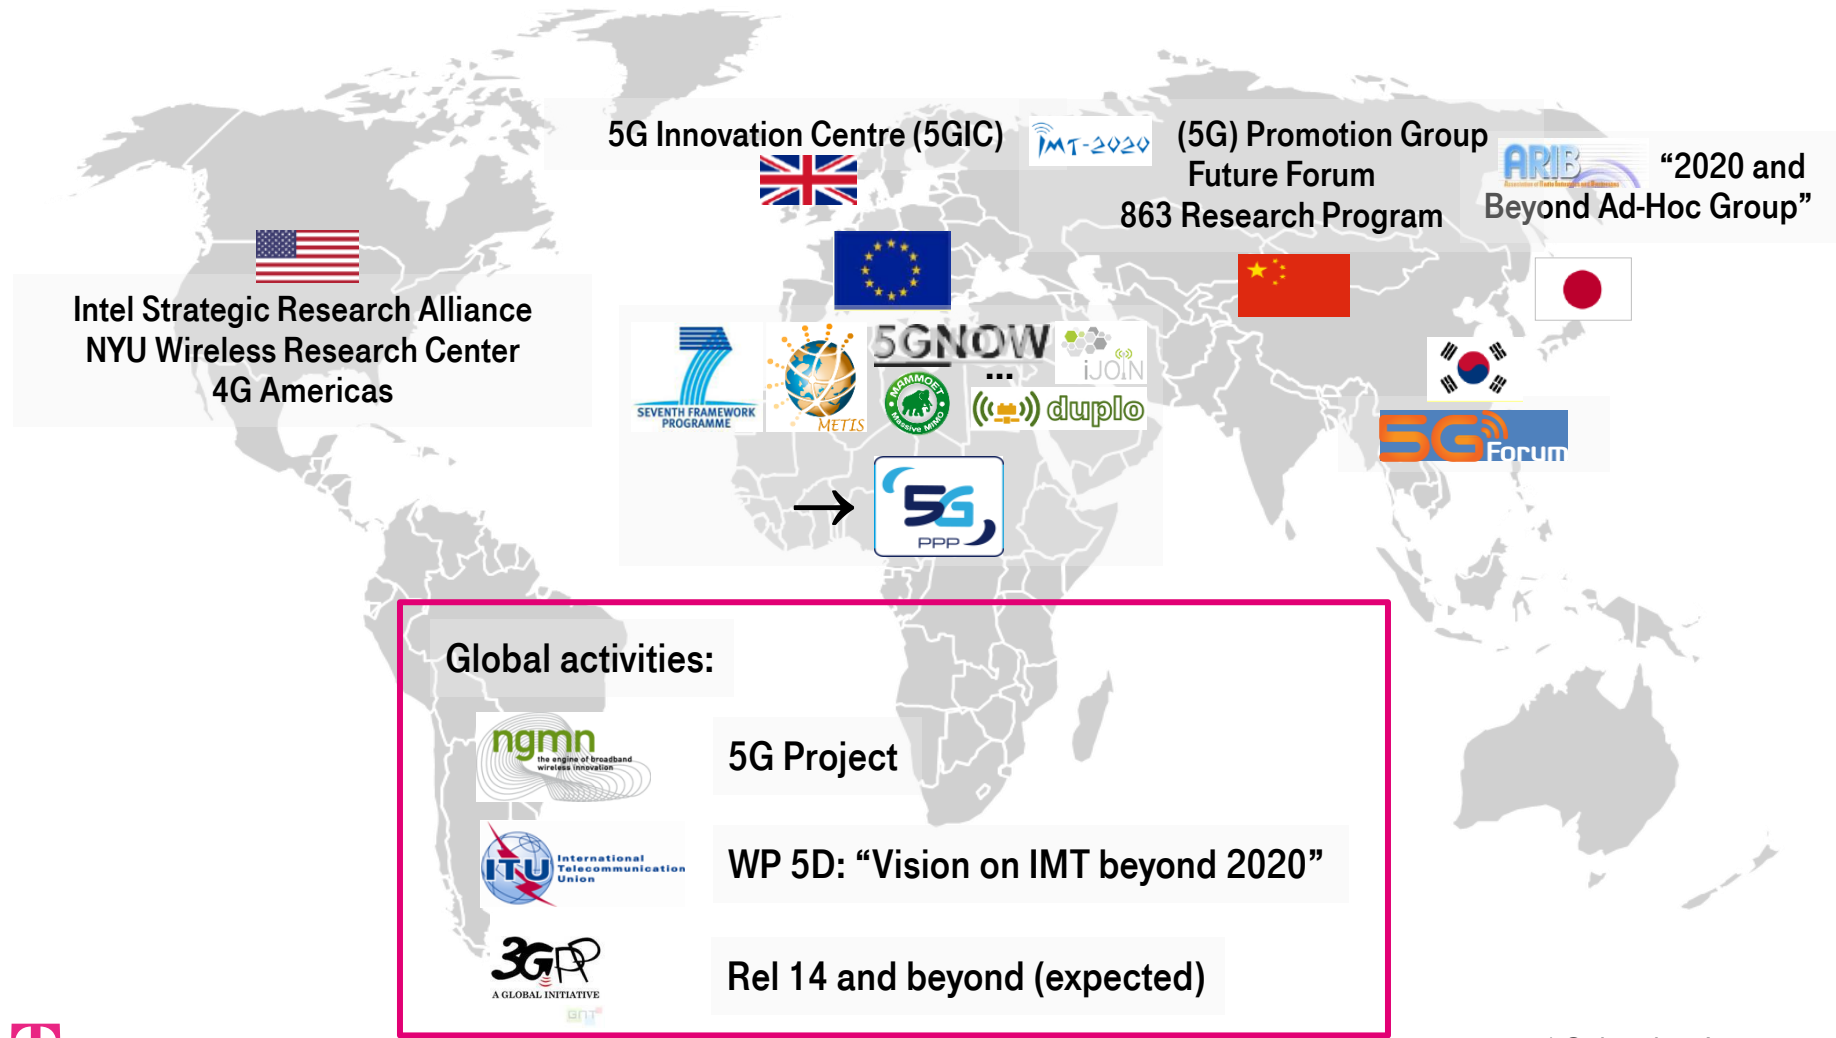 5G Innovation Centre (5GIC)
IMT-2020 (5G) Promotion Group
Future Forum
863 Research Program
ARIB “2020 and
Beyond Ad-Hoc Group”
Intel Strategic Research Alliance
NYU Wireless Research Center
4G Americas
7
SEVENTH FRAMEWORK
PROGRAMME
METIS
5GNOW
...
iJOIN
MAMMOET
Massive MIMO
duplo
5G Forum
→
5G
PPP
Global activities:
ngmn
the engine of broadband
wireless innovation
5G Project
ITU
International
Telecommunication
Union
WP 5D: “Vision on IMT beyond 2020”
3GPP
A GLOBAL INITIATIVE
Rel 14 and beyond (expected)
T